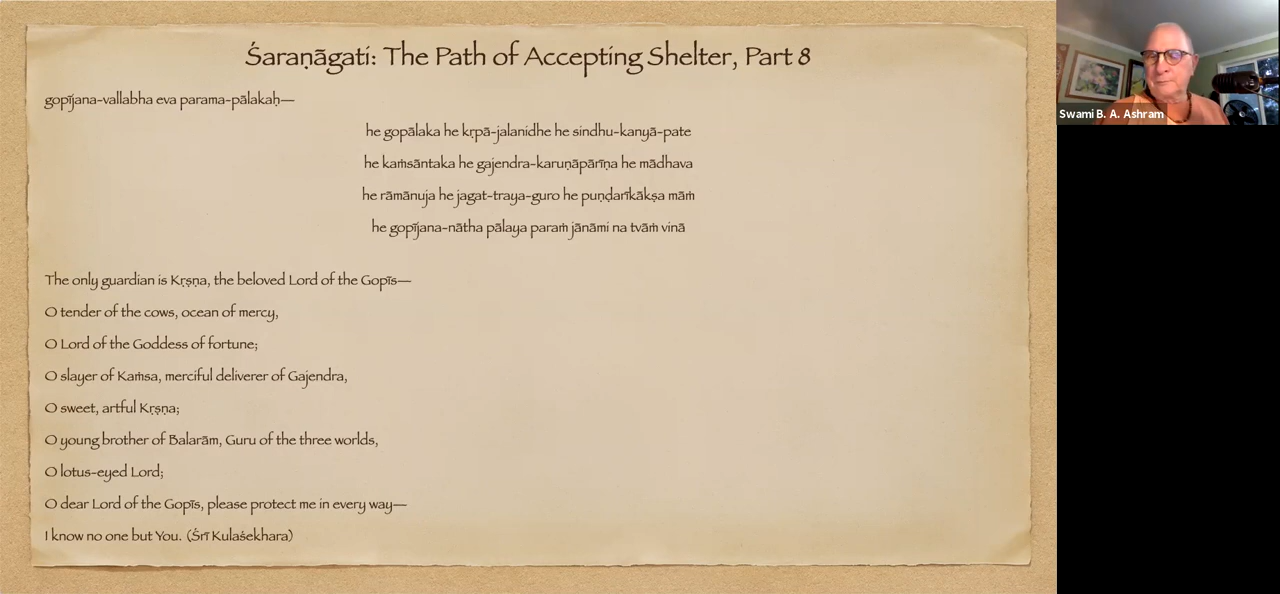 Śaraṇāgati: The Path of Accepting Shelter, Part 8
gopījana-vallabha eva parama-pālakaḥ—
he gopālaka he kṛpā-jalanidhe he sindhu-kanyā-pate
he kaṁsāntaka he gajendra-karuṇāpārīṇa he mādhava
he rāmānuja he jagat-traya-guro he puṇḍarīkākṣa māṁ
he gopījana-nātha pālaya paraṁ jānāmi na tvāṁ vinā
The only guardian is Kṛṣṇa, the beloved Lord of the Gopīs—
O tender of the cows, ocean of mercy,
O Lord of the Goddess of fortune;
O slayer of Kaṁsa, merciful deliverer of Gajendra,
O sweet, artful Kṛṣṇa;
O young brother of Balarām, Guru of the three worlds,
O lotus-eyed Lord;
O dear Lord of the Gopīs, please protect me in every way—
I know no one but You. (Śrī Kulaśekhara)
Swami B. A. Ashram